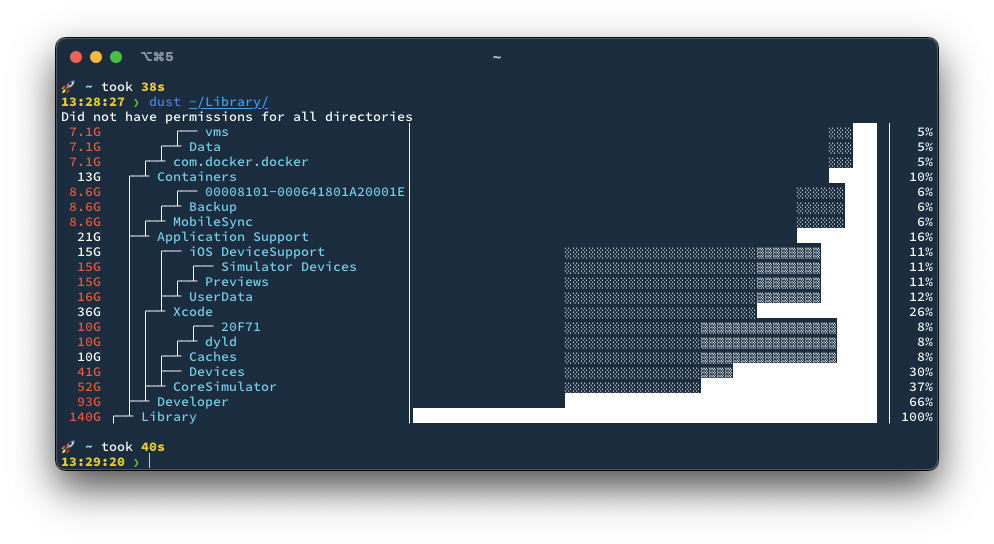 ⌥⌘5
~
🚀 ~ took 38s
13:28:27 ❯ dust ~/Library/
Did not have permissions for all directories
7.1G ┌── vms 5%
7.1G ┌─┴ Data 5%
7.1G ┌─┴ com.docker.docker 5%
13G ┌─┴ Containers 10%
8.6G ┌── 00008101-000641801A20001E 6%
8.6G ┌─┴ Backup 6%
8.6G ┌─┴ MobileSync 6%
21G ├─┴ Application Support 16%
15G ┌── iOS DeviceSupport 11%
15G ┌── Simulator Devices 11%
15G ┌─┴ Previews 11%
16G ├─┴ UserData 12%
36G ┌─┴ Xcode 26%
10G ┌── 20F71 8%
10G ┌─┴ dyld 8%
10G ┌─┴ Caches 8%
41G ├── Devices 30%
52G ├─┴ CoreSimulator 37%
93G ├─┴ Developer 66%
140G ┌─┴ Library 100%
🚀 ~ took 40s
13:29:20 ❯